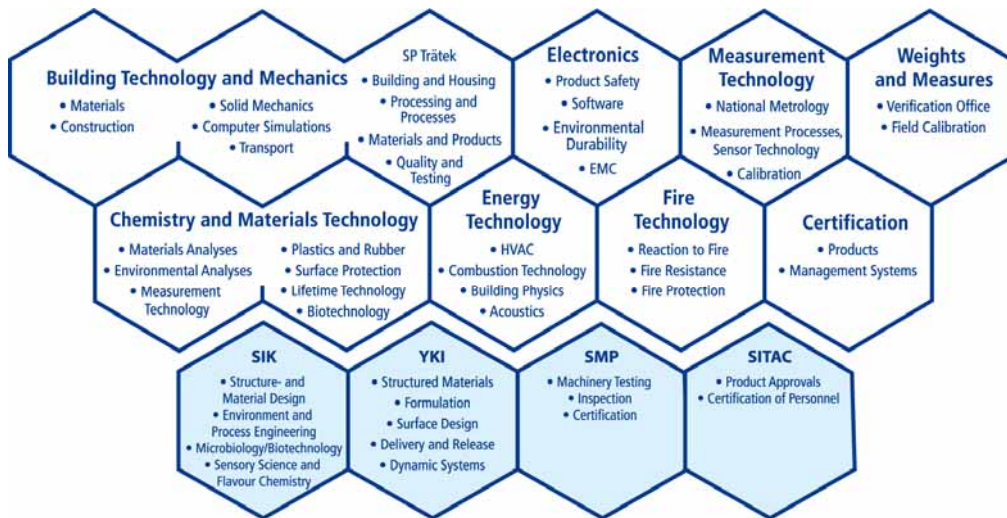 Building Technology and Mechanics
• Materials
• Construction
• Solid Mechanics
• Computer Simulations
• Transport
SP Trätek
• Building and Housing
• Processing and
Processes
• Materials and Products
• Quality and
Testing
Electronics
• Product Safety
• Software
• Environmental
Durability
• EMC
Measurement
Technology
• National Metrology
• Measurement Processes,
Sensor Technology
• Calibration
Weights
and Measures
• Verification Office
• Field Calibration
Chemistry and Materials Technology
• Materials Analyses
• Environmental Analyses
• Measurement
Technology
• Plastics and Rubber
• Surface Protection
• Lifetime Technology
• Biotechnology
Energy
Technology
• HVAC
• Combustion Technology
• Building Physics
• Acoustics
Fire
Technology
• Reaction to Fire
• Fire Resistance
• Fire Protection
Certification
• Products
• Management Systems
SIK
• Structure- and
Material Design
• Environment and
Process Engineering
• Microbiology/Biotechnology
• Sensory Science and
Flavour Chemistry
YKI
• Structured Materials
• Formulation
• Surface Design
• Delivery and Release
• Dynamic Systems
SMP
• Machinery Testing
• Inspection
• Certification
SITAC
• Product Approvals
• Certification of Personnel